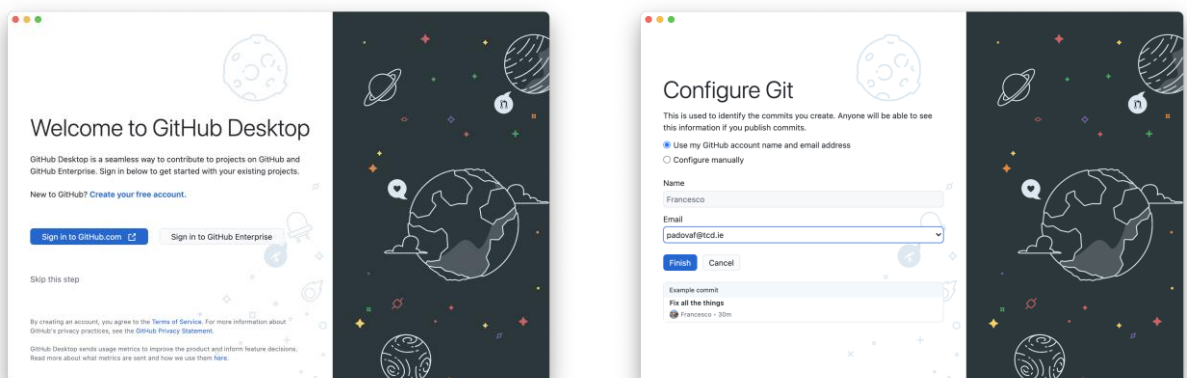 Welcome to GitHub Desktop
GitHub Desktop is a seamless way to contribute to projects on GitHub and
GitHub Enterprise. Sign in below to get started with your existing projects.
New to GitHub? Create your free account.
Sign in to GitHub.com
Sign in to GitHub Enterprise
Skip this step
By creating an account, you agree to the Terms of Service. For more information about
GitHub's privacy practices, see the GitHub Privacy Statement.
GitHub Desktop sends usage metrics to improve the product and inform feature decisions.
Read more about what metrics are sent and how we use them here.
Configure Git
This is used to identify the commits you create. Anyone will be able to see
this information if you publish commits.
Use my GitHub account name and email address
Configure manually
Name
Francesco
Email
padovaf@tcd.ie
Finish
Cancel
Example commit
Fix all the things
Francesco • 30m